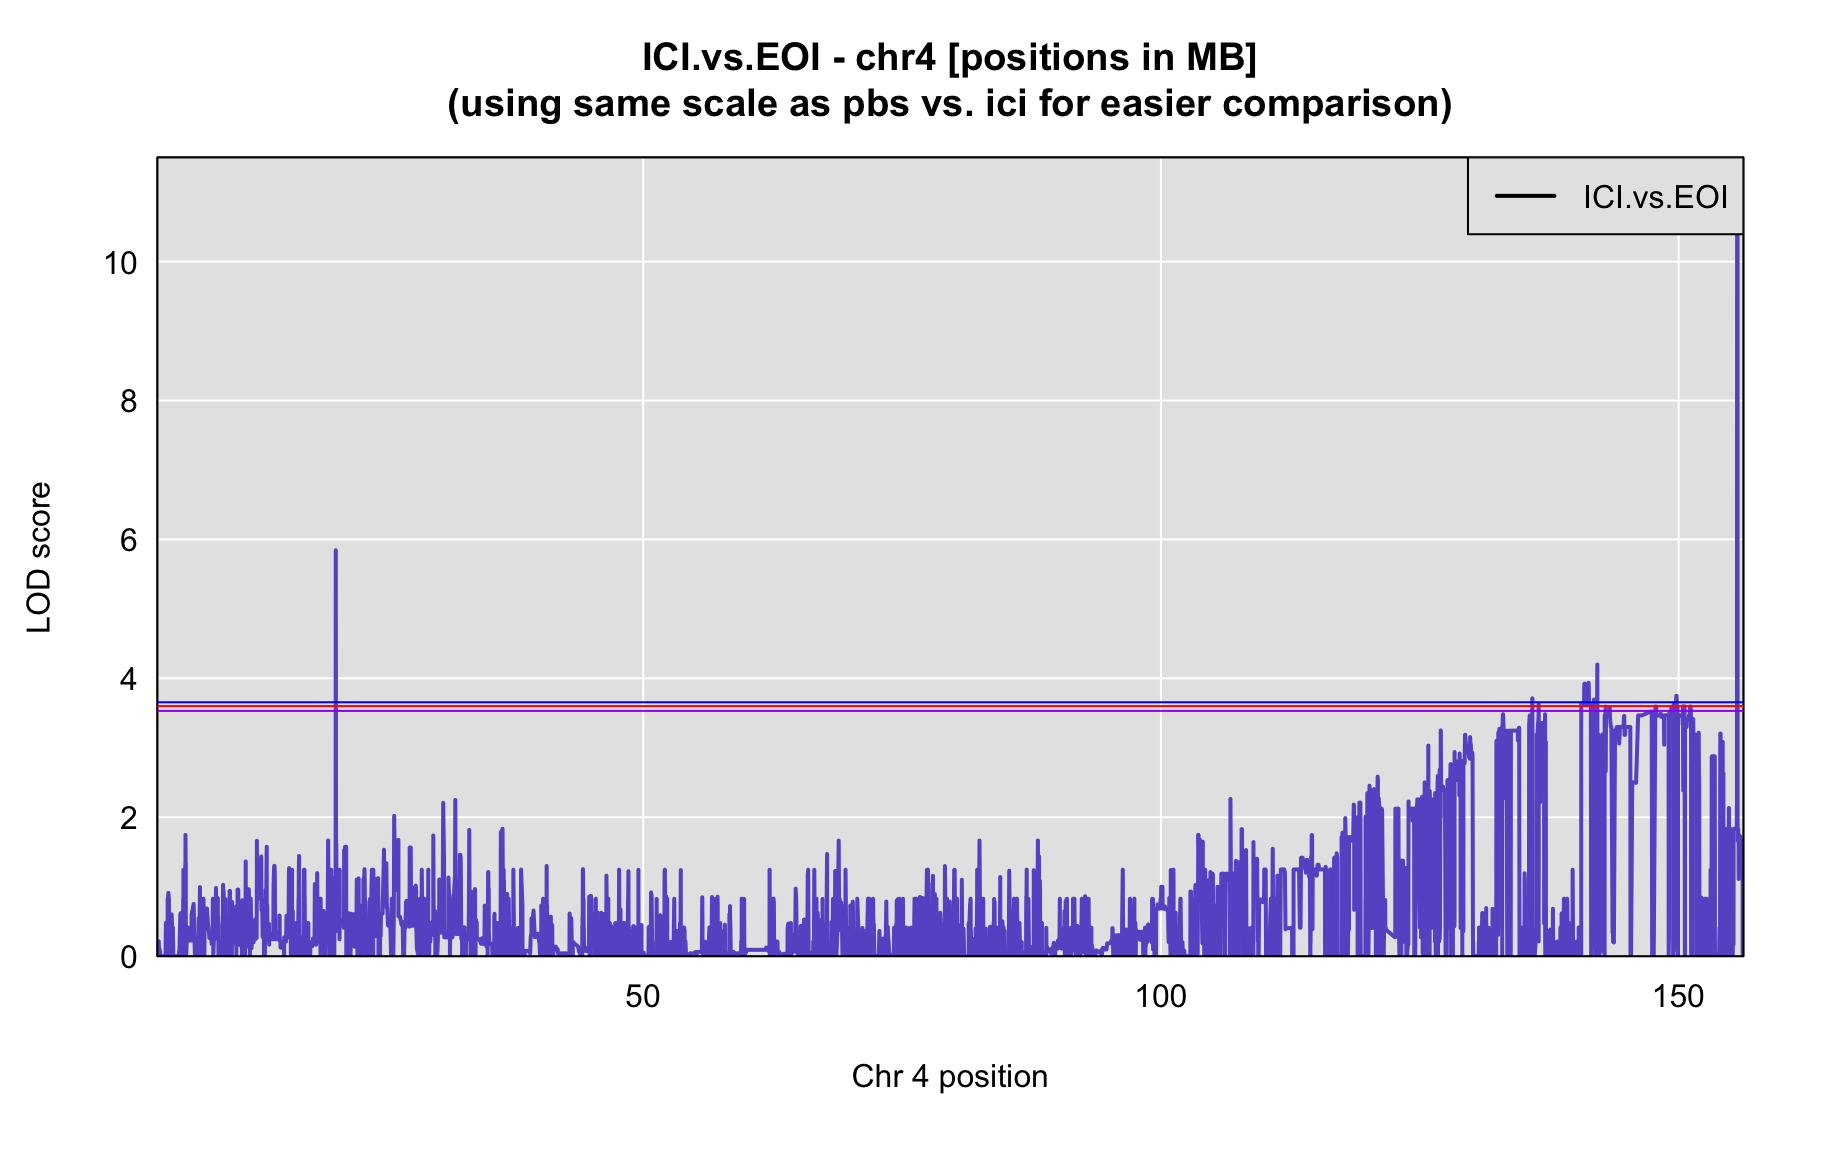 ICI.vs.EOI - chr4 [positions in MB]
(using same scale as pbs vs. ici for easier comparison)
ICI.vs.EOI
10
8
6
4
2
0
LOD score
50
100
150
Chr 4 position